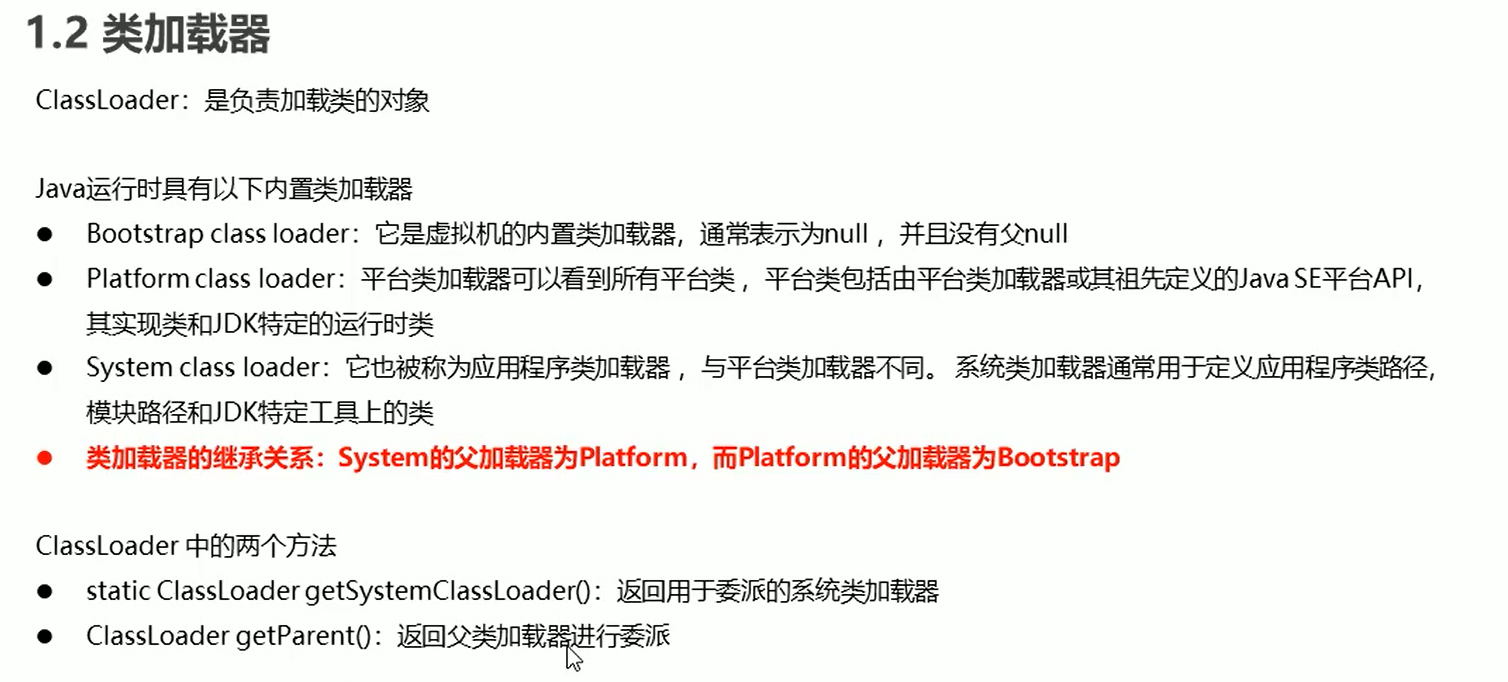 1.2 类加载器
ClassLoader：是负责加载类的对象
Java运行时具有以下内置类加载器
● Bootstrap class loader：它是虚拟机的内置类加载器，通常表示为null ，并且没有父null
● Platform class loader：平台类加载器可以看到所有平台类 ，平台类包括由平台类加载器或其祖先定义的Java SE平台API，
其实现类和JDK特定的运行时类
● System class loader：它也被称为应用程序类加载器 ，与平台类加载器不同。 系统类加载器通常用于定义应用程序类路径，
模块路径和JDK特定工具上的类
● 类加载器的继承关系：System的父加载器为Platform，而Platform的父加载器为Bootstrap
ClassLoader 中的两个方法
● static ClassLoader getSystemClassLoader()：返回用于委派的系统类加载器
● ClassLoader getParent()：返回父类加载器进行委派